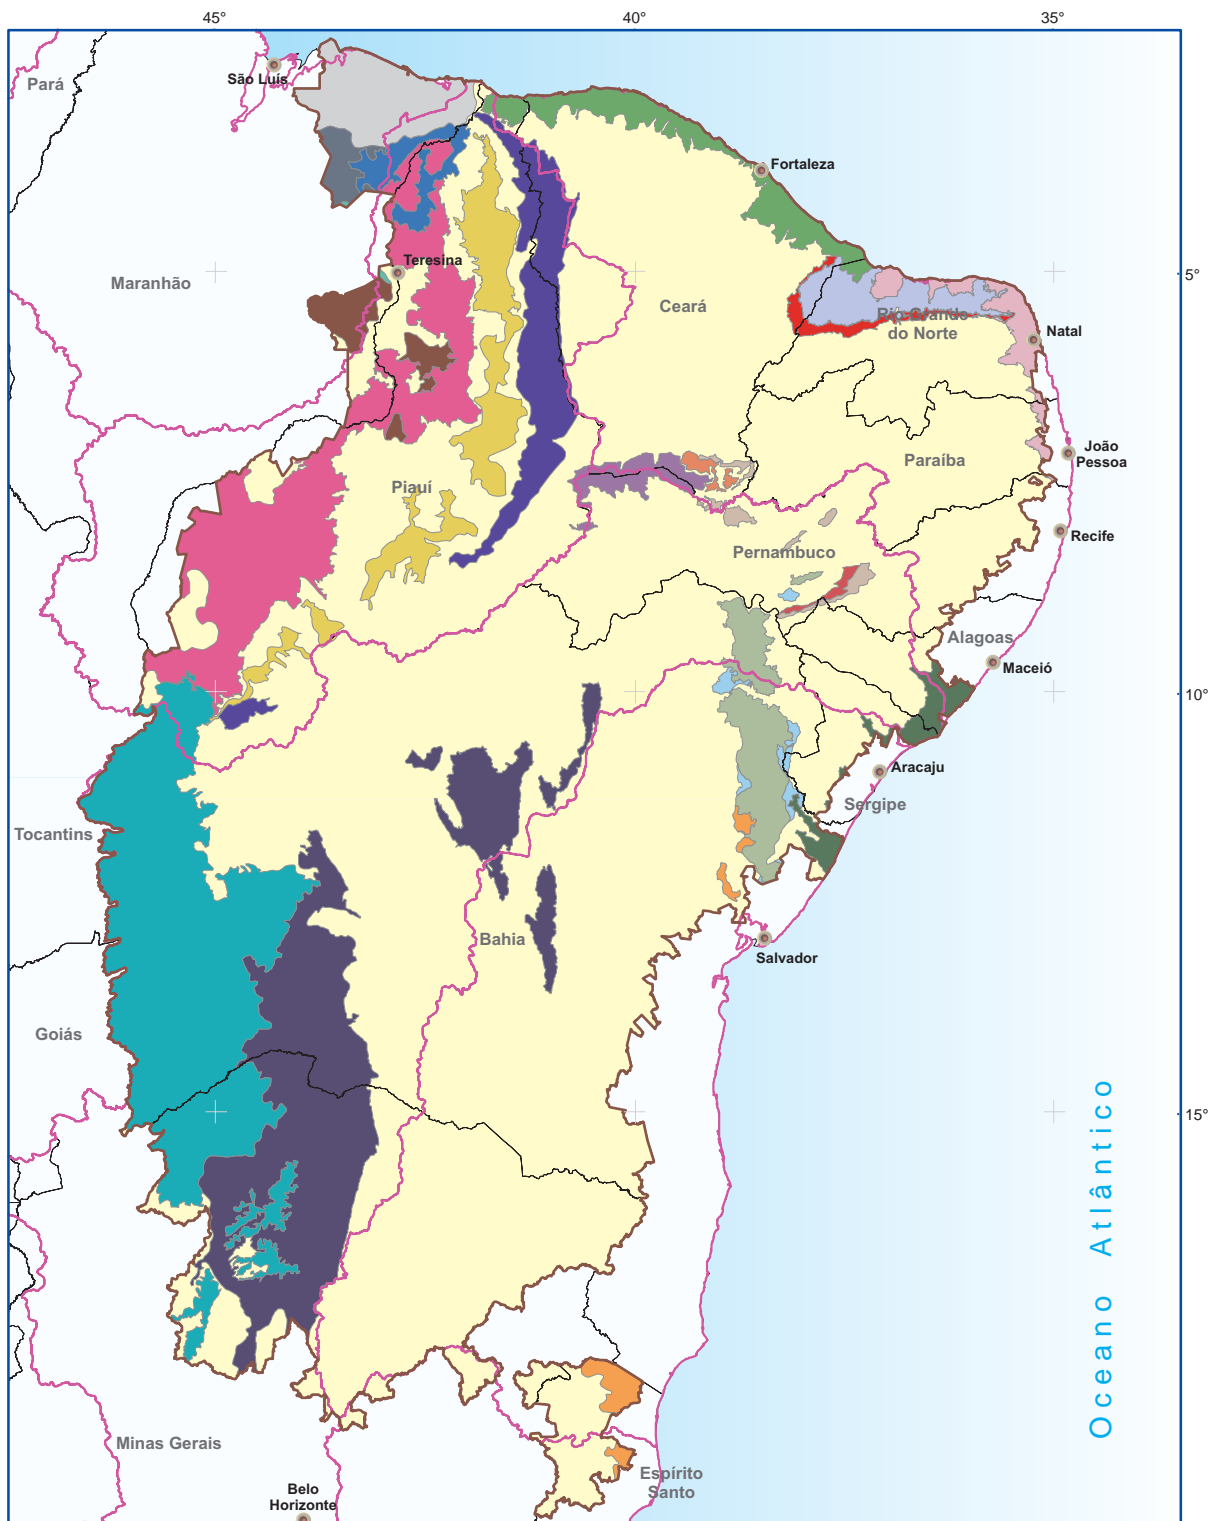 45°
40°
35°
Pará
São Luís
Fortaleza
Teresina
Maranhão
Ceará
5°
Rio Grande
do Norte
Natal
João
Pessoa
Paraíba
Piauí
Recife
Pernambuco
Alagoas
Maceió
10°
Aracaju
Sergipe
Tocantins
Bahia
Salvador
Goiás
15°
Oceano Atlântico
Minas Gerais
Espírito
Santo
Belo
Horizonte